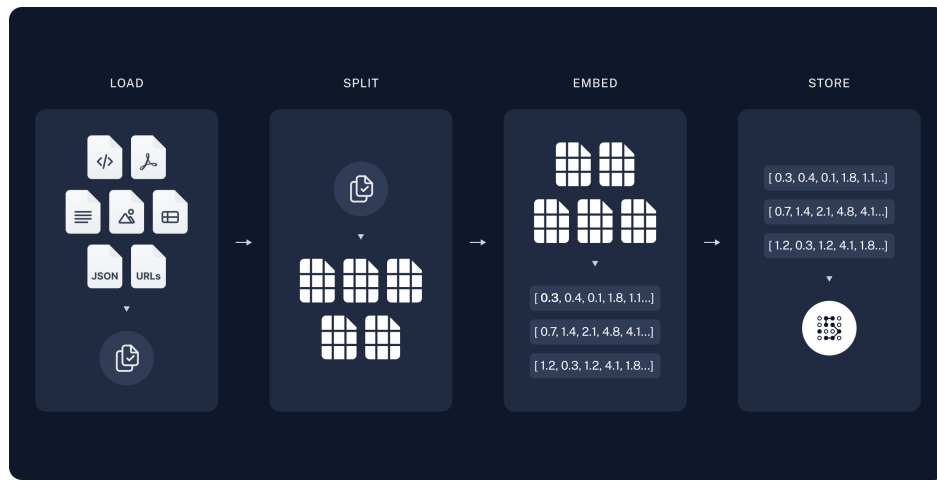 LOAD
SPLIT
EMBED
STORE
JSON
URLs
[ 0.3, 0.4, 0.1, 1.8, 1.1...]
[ 0.7, 1.4, 2.1, 4.8, 4.1...]
[ 1.2, 0.3, 1.2, 4.1, 1.8...]
[ 0.3, 0.4, 0.1, 1.8, 1.1...]
[ 0.7, 1.4, 2.1, 4.8, 4.1...]
[ 1.2, 0.3, 1.2, 4.1, 1.8...]